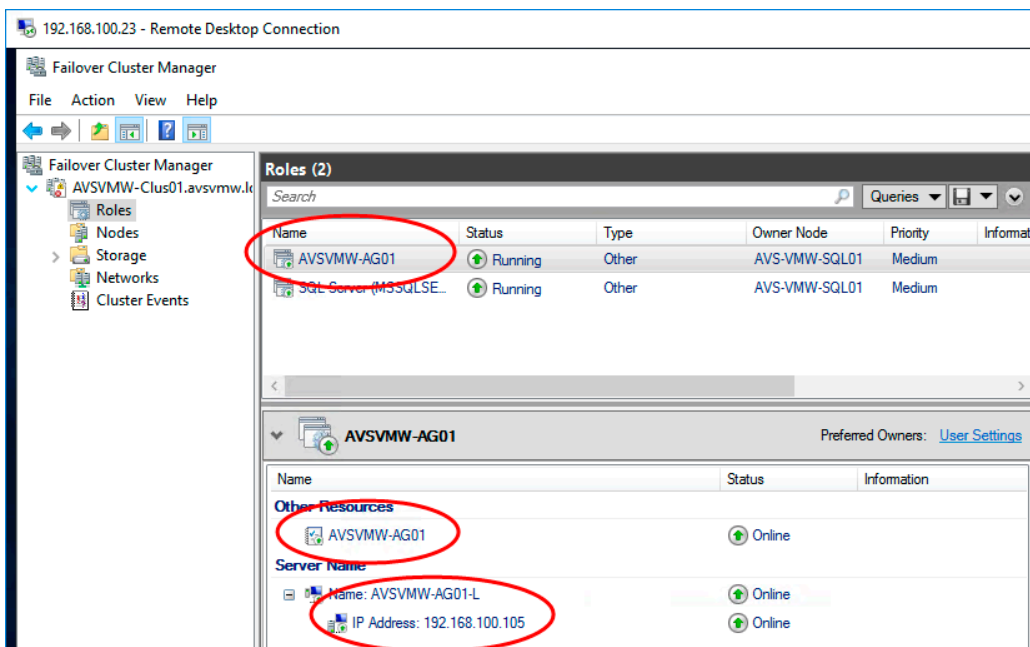 192.168.100.23 - Remote Desktop Connection
Failover Cluster Manager
File Action View Help
Failover Cluster Manager
AVSVMW-Clus01.avsvmw.lo
Roles
Nodes
Storage
Networks
Cluster Events
Roles (2)
Search
Queries
Name Status Type Owner Node Priority Informat
AVSVMW-AG01 Running Other AVS-VMW-SQL01 Medium
SQL Server (MSSQLSE... Running Other AVS-VMW-SQL01 Medium
AVSVMW-AG01 Preferred Owners: User Settings
Name Status Information
Other Resources
AVSVMW-AG01 Online
Server Name
Name: AVSVMW-AG01-L Online
IP Address: 192.168.100.105 Online